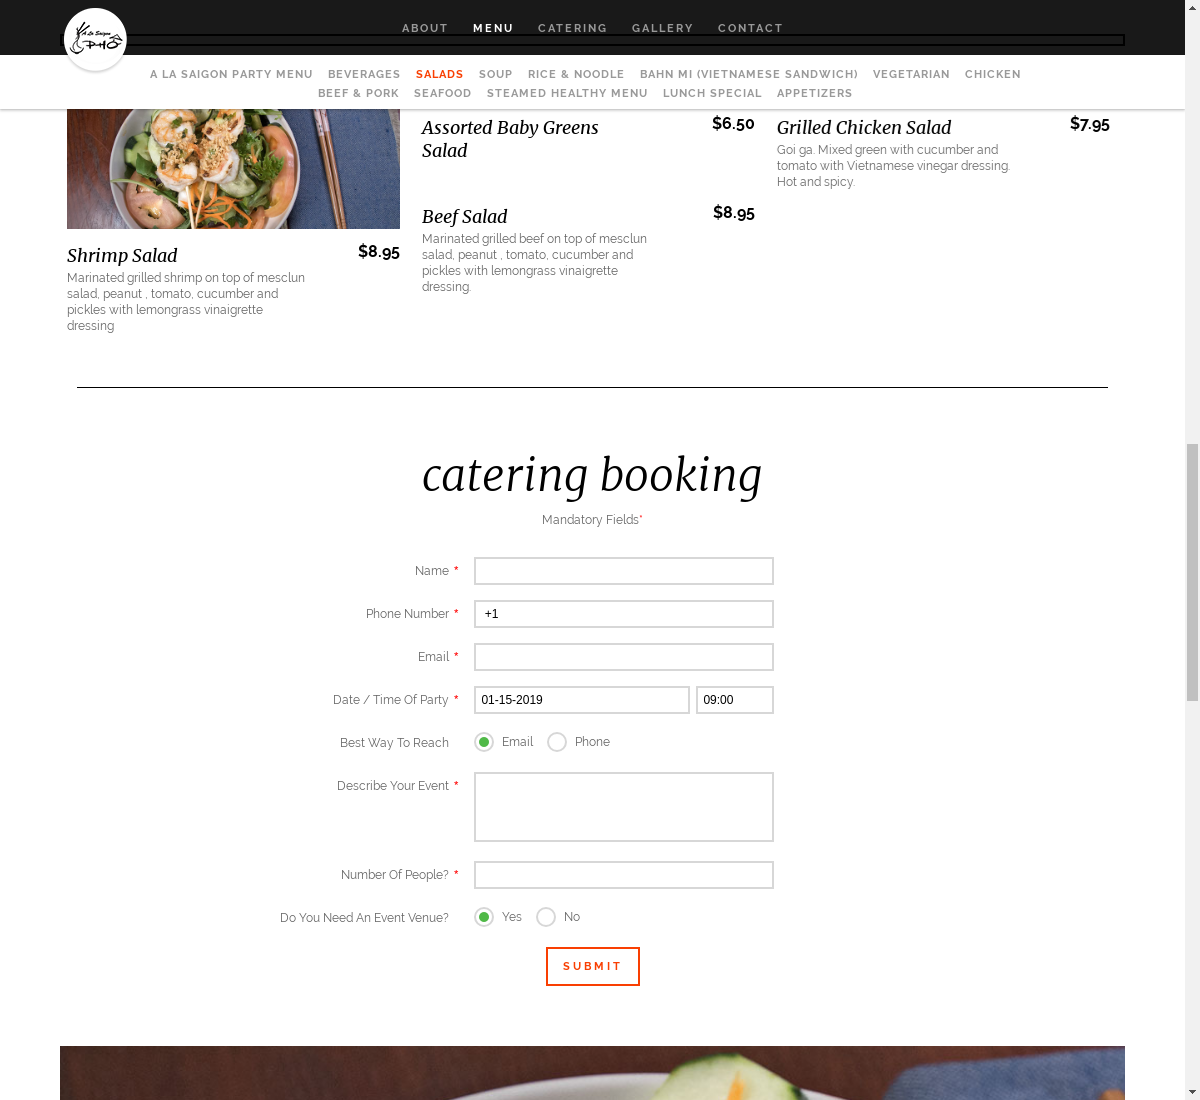 A La Saigon
PHO
ABOUT MENU CATERING GALLERY CONTACT
A LA SAIGON PARTY MENU BEVERAGES SALADS SOUP RICE & NOODLE BAHN MI (VIETNAMESE SANDWICH) VEGETARIAN CHICKEN
BEEF & PORK SEAFOOD STEAMED HEALTHY MENU LUNCH SPECIAL APPETIZERS
Shrimp Salad $8.95
Marinated grilled shrimp on top of mesclun
salad, peanut , tomato, cucumber and
pickles with lemongrass vinaigrette
dressing
Assorted Baby Greens $6.50
Salad
Beef Salad $8.95
Marinated grilled beef on top of mesclun
salad, peanut , tomato, cucumber and
pickles with lemongrass vinaigrette
dressing.
Grilled Chicken Salad $7.95
Goi ga. Mixed green with cucumber and
tomato with Vietnamese vinegar dressing.
Hot and spicy.
catering booking
Mandatory Fields*
Name *
Phone Number * +1
Email *
Date / Time Of Party * 01-15-2019 09:00
Best Way To Reach Email Phone
Describe Your Event *
Number Of People? *
Do You Need An Event Venue? Yes No
SUBMIT